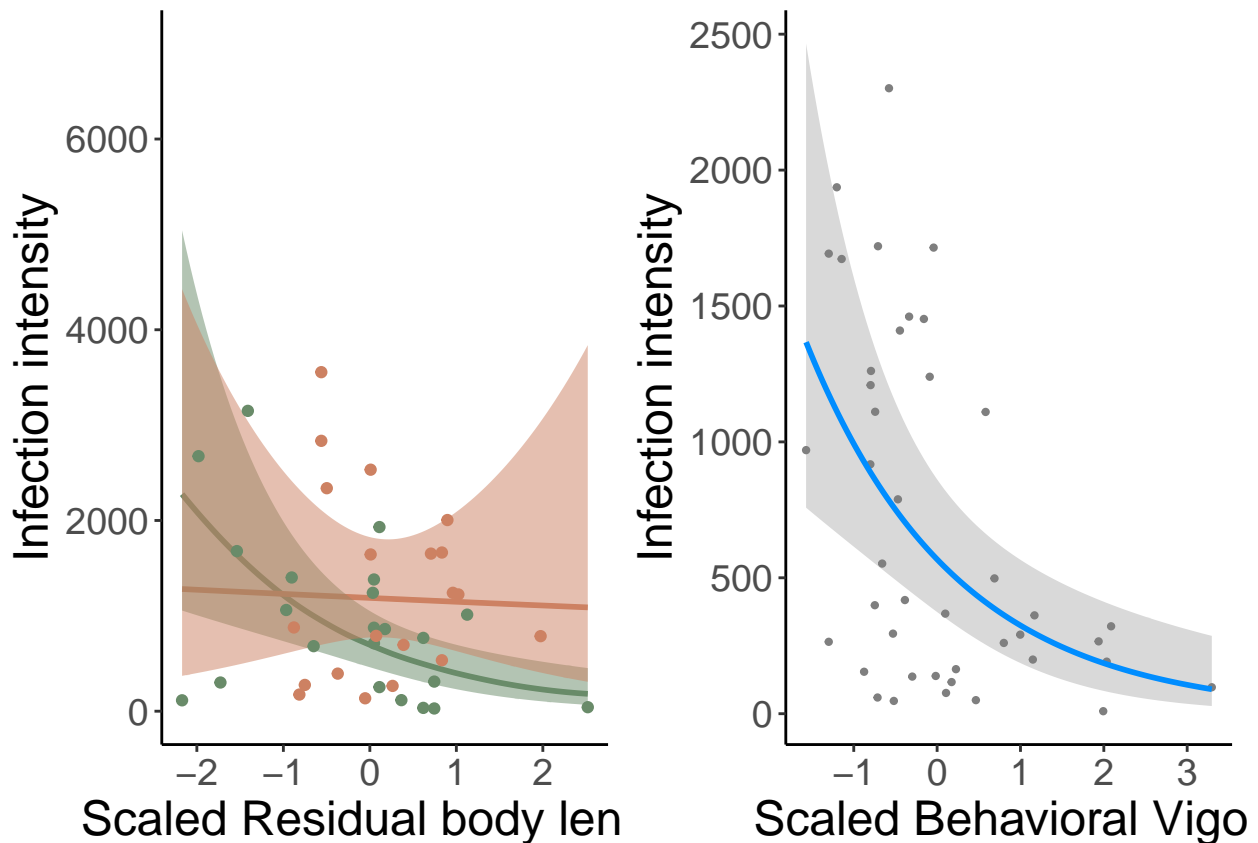 Infection intensity
6000
4000
2000
0
−2 −1 0 1 2
Scaled Residual body len
Infection intensity
2500
2000
1500
1000
500
0
−1 0 1 2 3
Scaled Behavioral Vigo